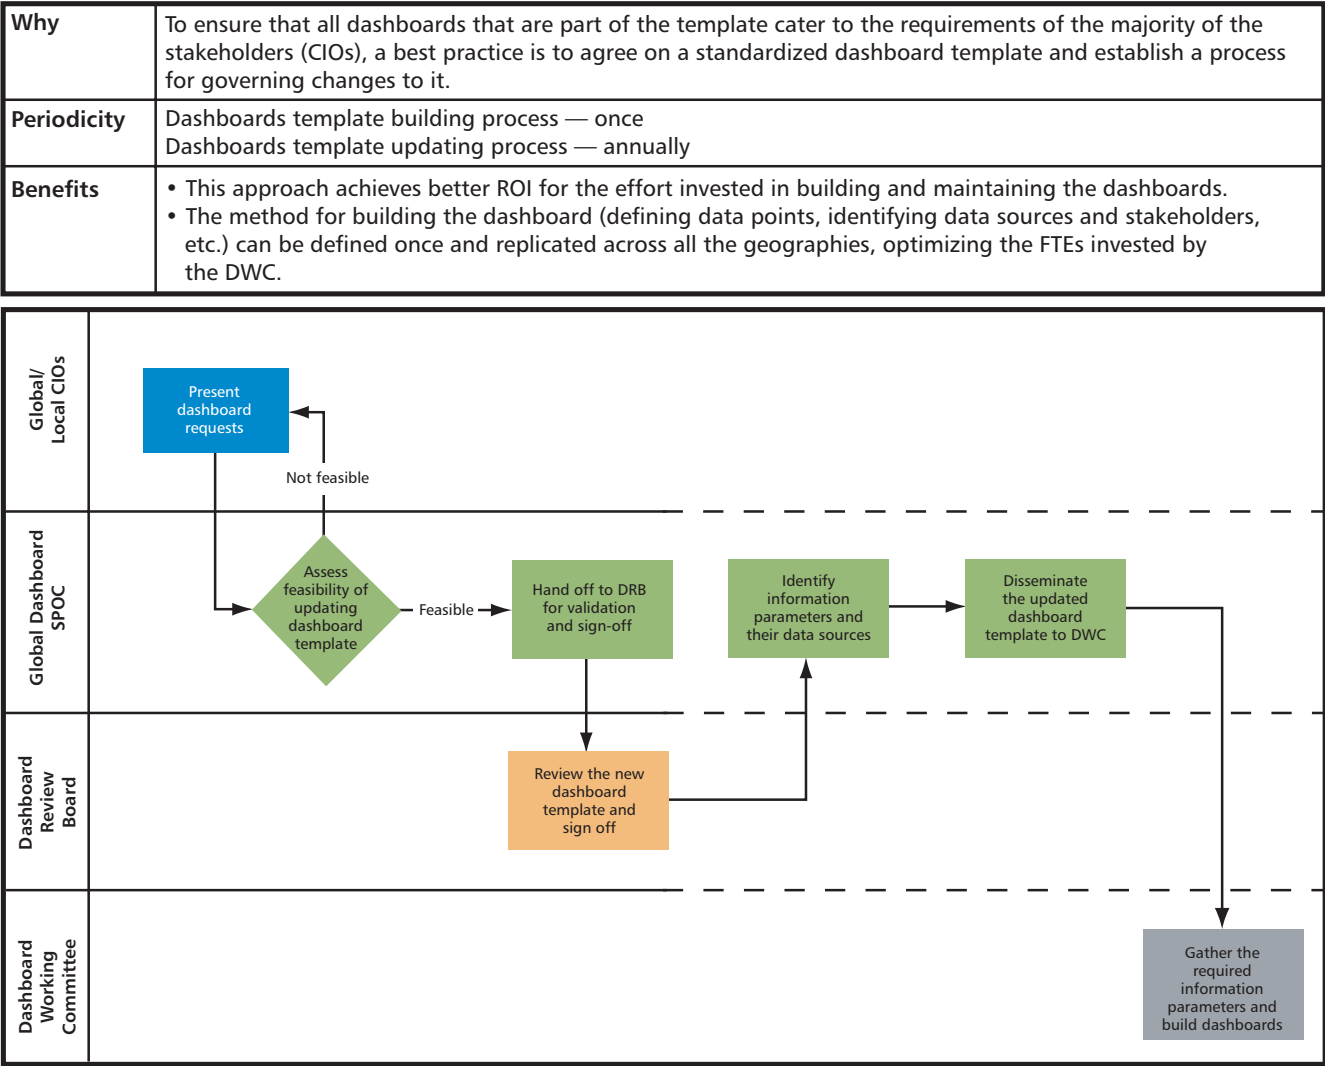 Why
To ensure that all dashboards that are part of the template cater to the requirements of the majority of the
stakeholders (CIOs), a best practice is to agree on a standardized dashboard template and establish a process
for governing changes to it.
Periodicity
Dashboards template building process — once
Dashboards template updating process — annually
Benefits
• This approach achieves better ROI for the effort invested in building and maintaining the dashboards.
• The method for building the dashboard (defining data points, identifying data sources and stakeholders,
etc.) can be defined once and replicated across all the geographies, optimizing the FTEs invested by
the DWC.
Global/
Local CIOs
Present
dashboard
requests
Not feasible
Global Dashboard
SPOC
Assess
feasibility of
updating
dashboard
template
Feasible
Hand off to DRB
for validation
and sign-off
Identify
information
parameters and
their data sources
Disseminate
the updated
dashboard
template to DWC
Dashboard
Review
Board
Review the new
dashboard
template and
sign off
Dashboard
Working
Committee
Gather the
required
information
parameters and
build dashboards